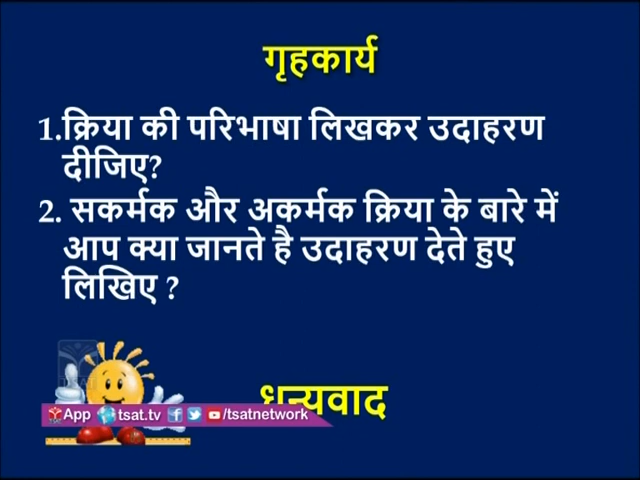 गृहकार्य
1.क्रिया की परिभाषा लिखकर उदाहरण
दीजिए?
2. सकर्मक और अकर्मक क्रिया के बारे में
आप क्या जानते है उदाहरण देते हुए
लिखिए ?
TSAT
धन्यवाद
App tsat.tv /tsatnetwork